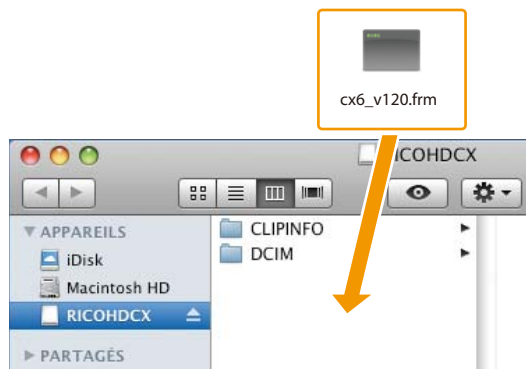 cx6_v120.frm
RICOHDCX
APPAREILS
iDisk
Macintosh HD
RICOHDCX
PARTAGÉS
CLIPINFO
DCIM